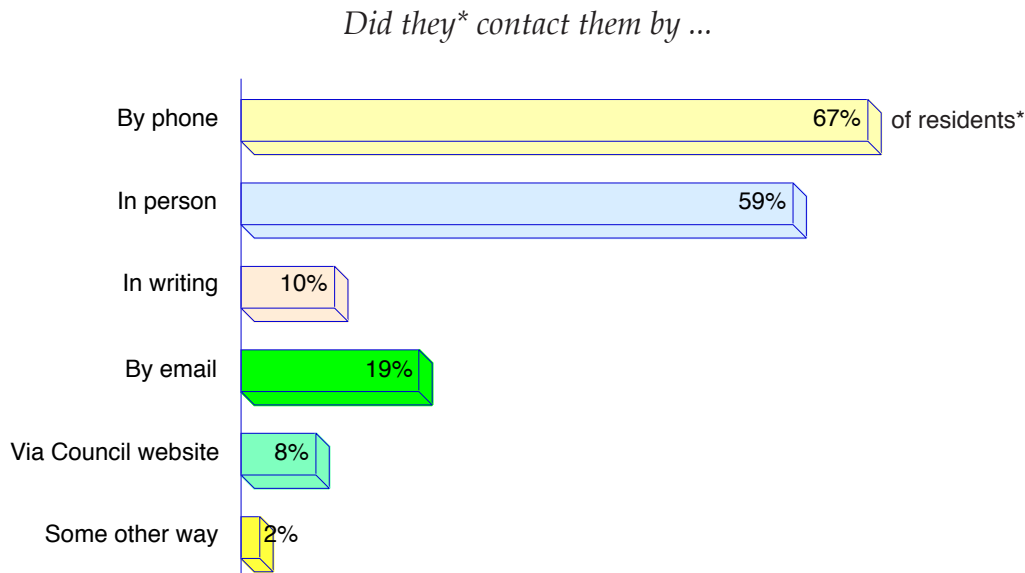 Did they* contact them by ...
By phone 67% of residents*
In person 59%
In writing 10%
By email 19%
Via Council website 8%
Some other way 2%